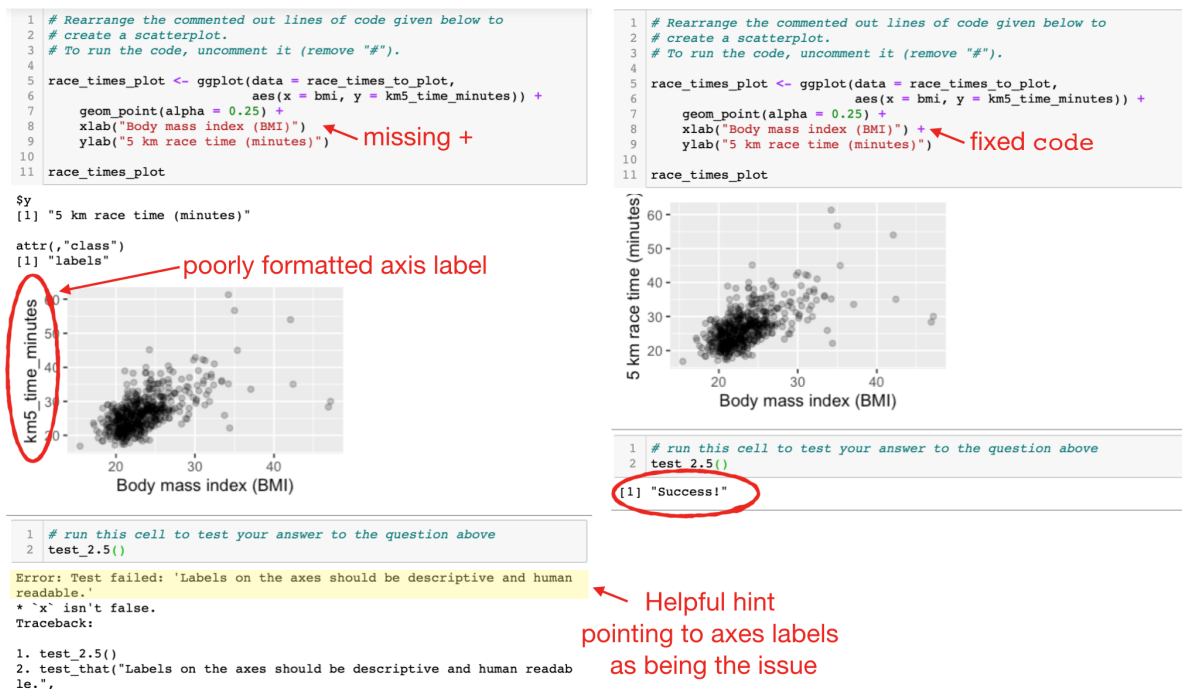 1 # Rearrange the commented out lines of code given below to
2 # create a scatterplot.
3 # To run the code, uncomment it (remove "#").
4
5 race_times_plot <- ggplot(data = race_times_to_plot,
6 aes(x = bmi, y = km5_time_minutes)) +
7 geom_point(alpha = 0.25) +
8 xlab("Body mass index (BMI)")
9 ylab("5 km race time (minutes)")
10
11 race_times_plot
missing +
$y
[1] "5 km race time (minutes)"
attr(,"class")
[1] "labels"
poorly formatted axis label
km5_time_minutes
60
50
40
30
20
20 30 40
Body mass index (BMI)
1 # run this cell to test your answer to the question above
2 test_2.5()
Error: Test failed: 'Labels on the axes should be descriptive and human
readable.'
* `x` isn't false.
Traceback:
1. test_2.5()
2. test_that("Labels on the axes should be descriptive and human readab
le.",
Helpful hint
pointing to axes labels
as being the issue
1 # Rearrange the commented out lines of code given below to
2 # create a scatterplot.
3 # To run the code, uncomment it (remove "#").
4
5 race_times_plot <- ggplot(data = race_times_to_plot,
6 aes(x = bmi, y = km5_time_minutes)) +
7 geom_point(alpha = 0.25) +
8 xlab("Body mass index (BMI)") +
9 ylab("5 km race time (minutes)")
10
11 race_times_plot
fixed code
5 km race time (minutes)
60
50
40
30
20
20 30 40
Body mass index (BMI)
1 # run this cell to test your answer to the question above
2 test_2.5()
[1] "Success!"